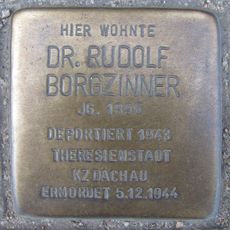 HIER WOHNTE
DR. RUDOLF
BORGZINNER
JG.
DEPORTIERT 1943
THERESIENSTADT
KZ DACHAU
ERMORDET 5.12.1944